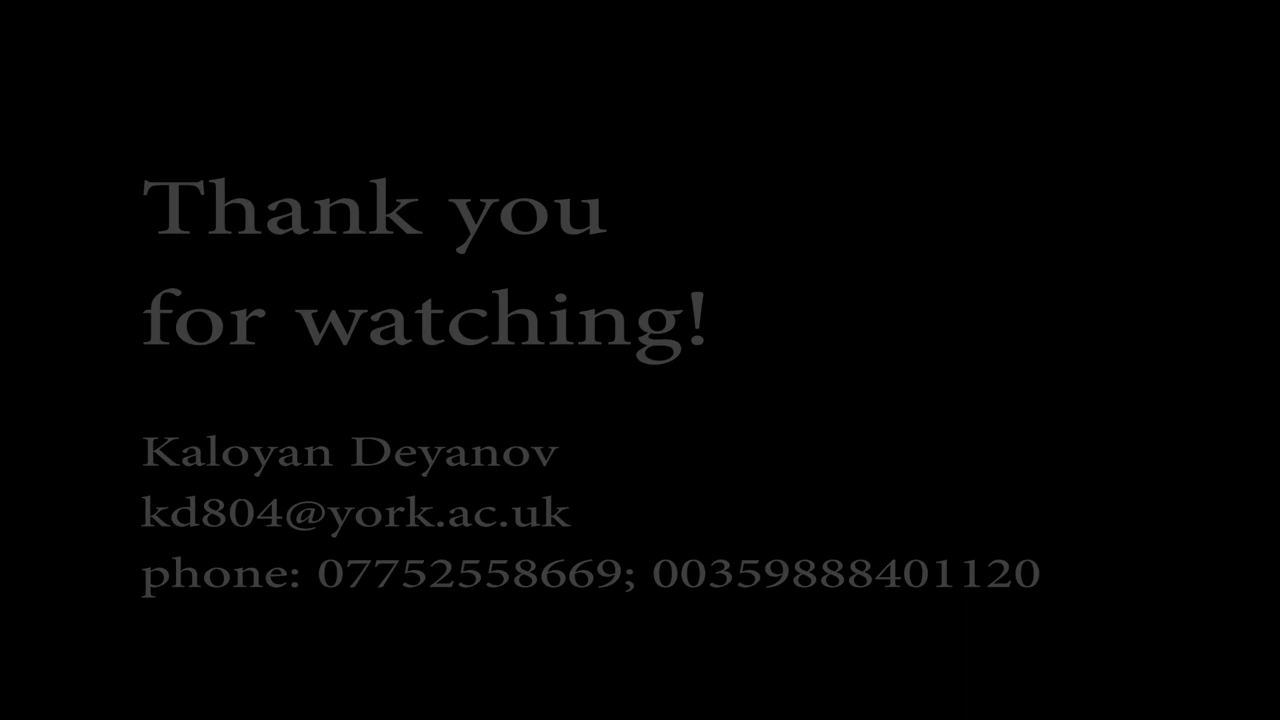 Thank you
for watching!
Kaloyan Deyanov
kd804@york.ac.uk
phone: 07752558669; 00359888401120